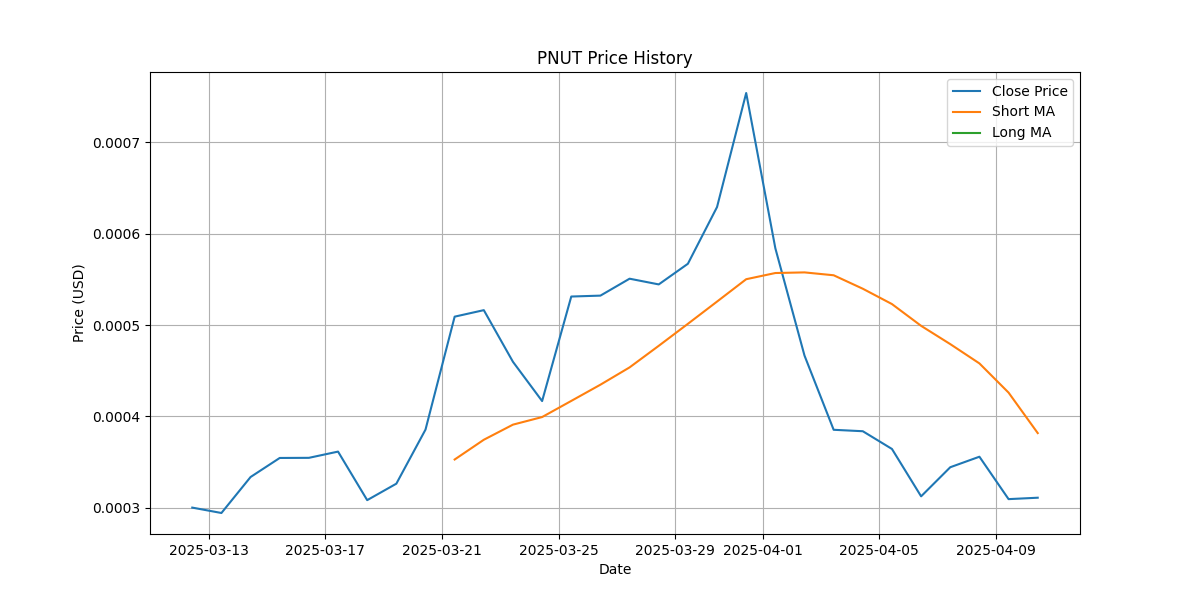 PNUT Price History
Close Price
Short MA
Long MA
Price (USD)
0.0007
0.0006
0.0005
0.0004
0.0003
2025-03-13 2025-03-17 2025-03-21 2025-03-25 2025-03-29 2025-04-01 2025-04-05 2025-04-09
Date